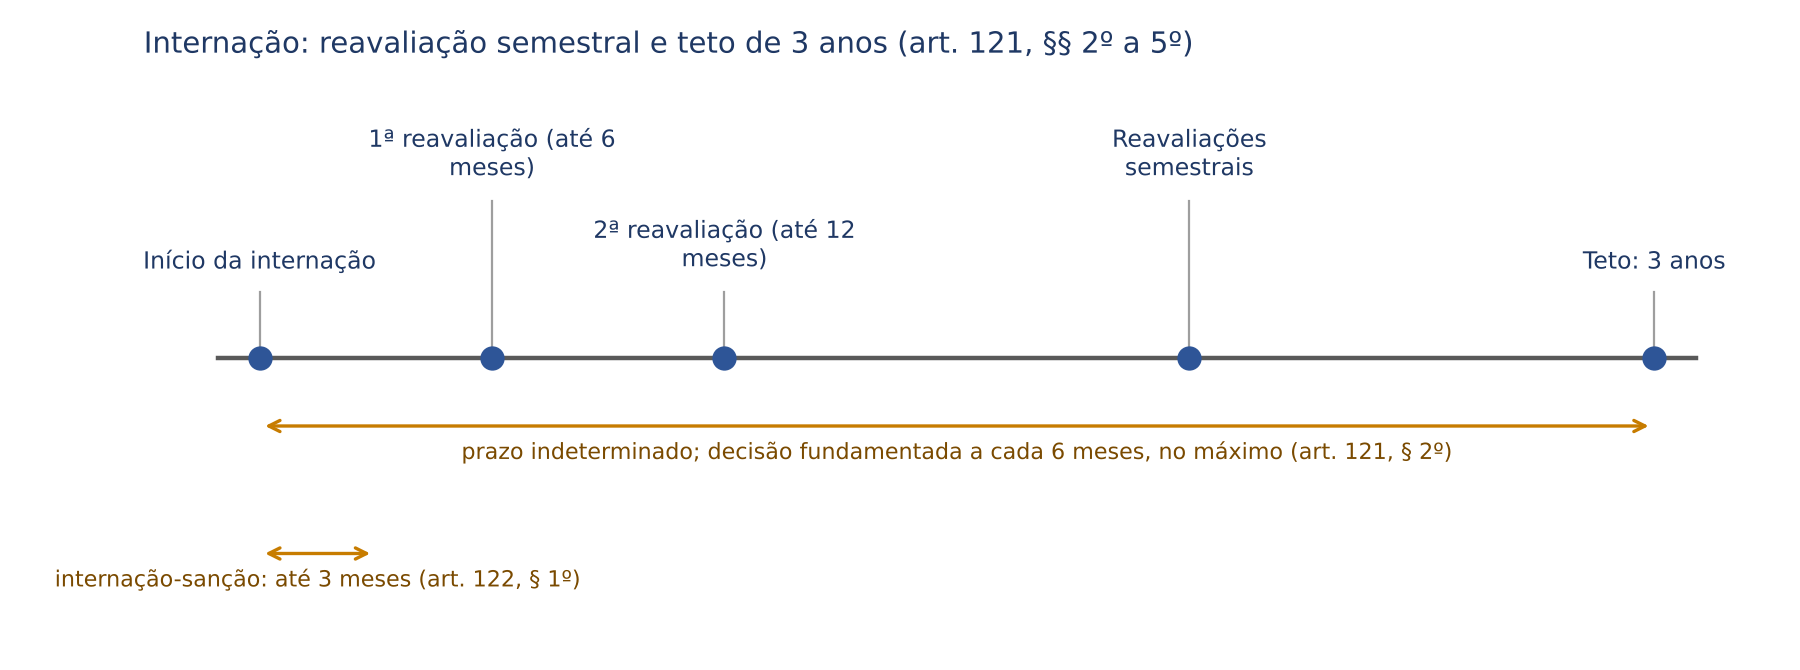 Internação: reavaliação semestral e teto de 3 anos (art. 121, §§ 2º a 5º)
1ª reavaliação (até 6
meses)
Reavaliações
semestrais
2ª reavaliação (até 12
meses)
Início da internação
Teto: 3 anos
prazo indeterminado; decisão fundamentada a cada 6 meses, no máximo (art. 121, § 2º)
internação-sanção: até 3 meses (art. 122, § 1º)